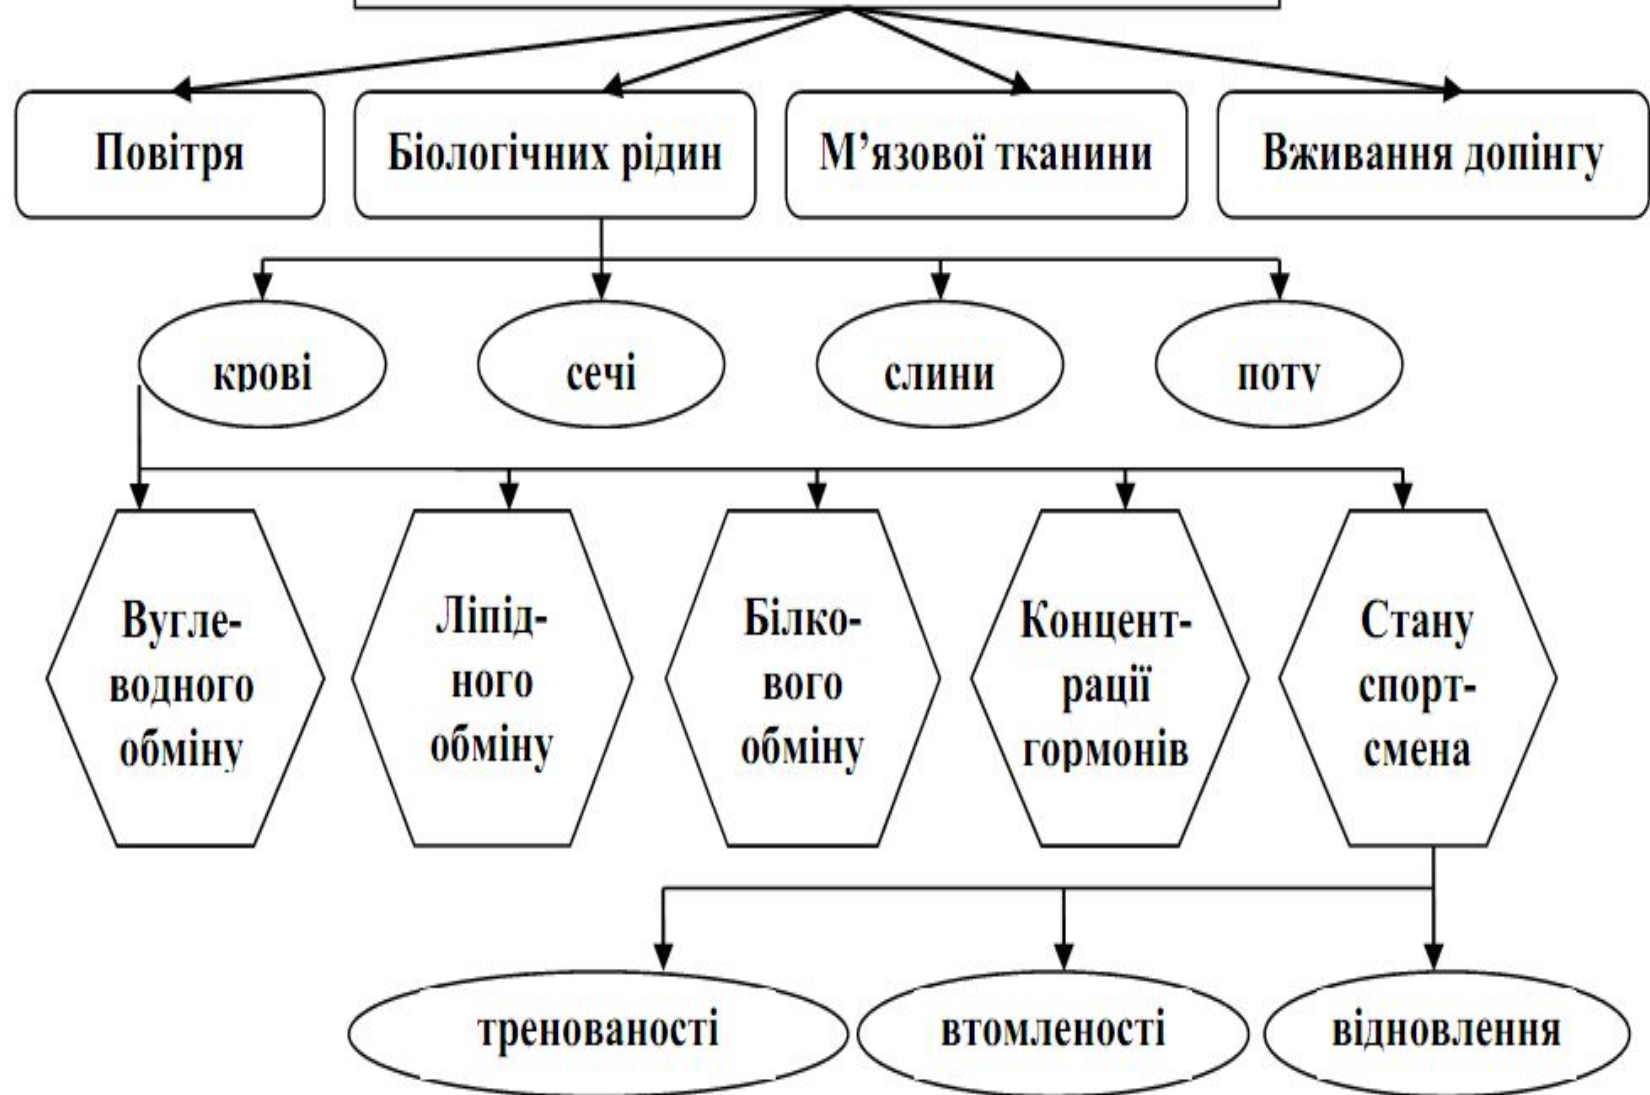 Повітря
Біологічних рідин
М’язової тканини
Вживання допінгу
крові
сечі
слини
поту
Вугле-
водного
обміну
Ліпід-
ного
обміну
Білко-
вого
обміну
Концент-
рації
гормонів
Стану
спорт-
смена
тренованості
втомленості
відновлення